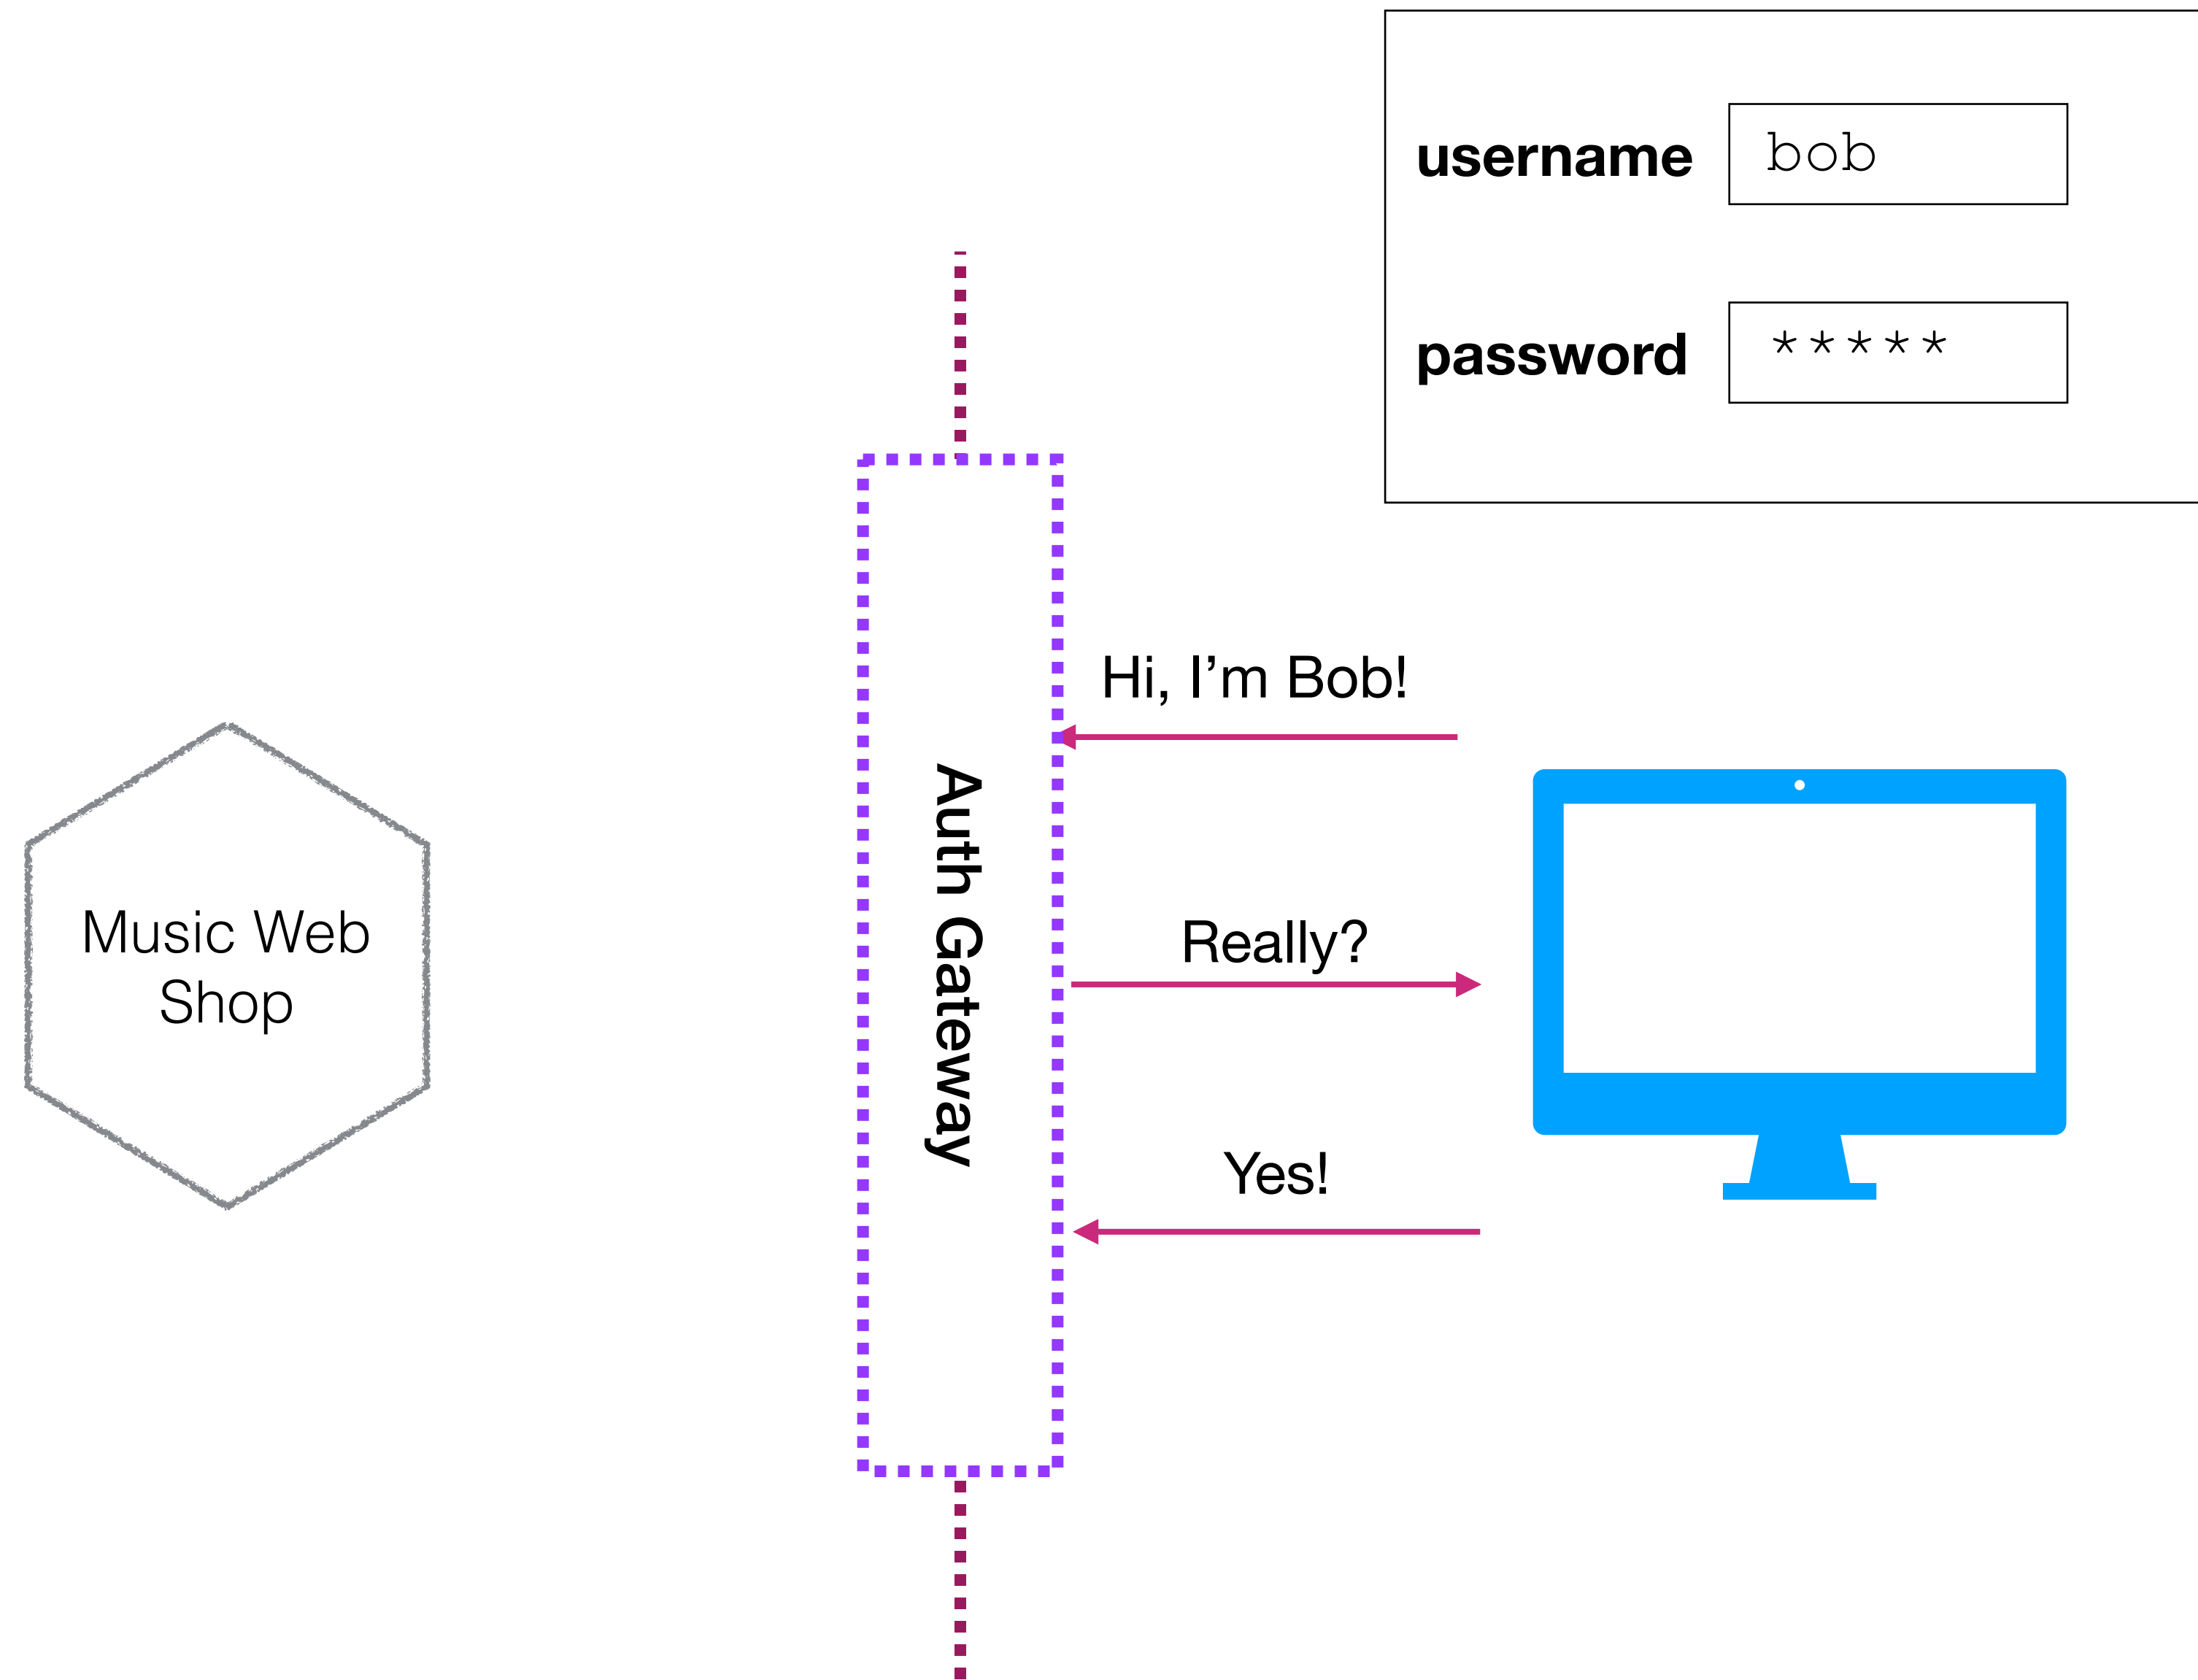 username
bob
password
*****
Hi, I’m Bob!
Auth Gateway
Really?
Music Web
Shop
Yes!